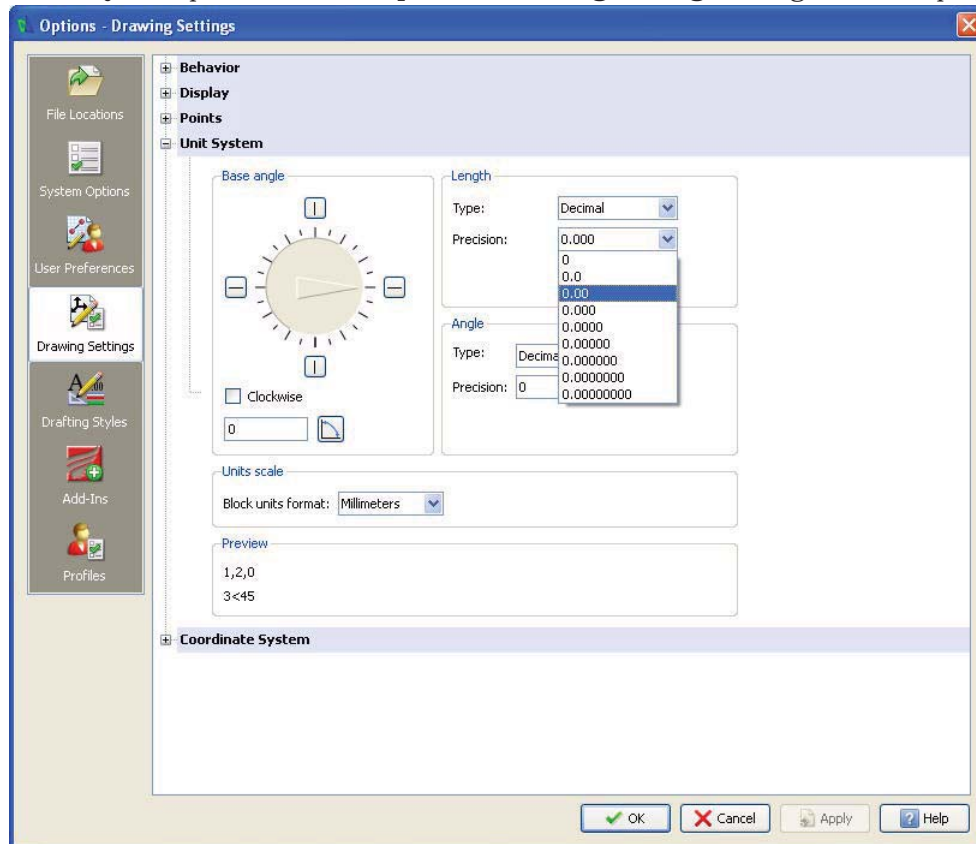 Options - Drawing Settings
File Locations
System Options
User Preferences
Drawing Settings
Drafting Styles
Add-Ins
Profiles
Behavior
Display
Points
Unit System
Base angle
Clockwise
0
Length
Type: Decimal
Precision: 0.000
0
0.0
0.00
0.000
0.0000
0.00000
0.000000
0.0000000
0.00000000
Angle
Type: Decima
Precision: 0
Units scale
Block units format: Millimeters
Preview
1,2,0
3<45
Coordinate System
OK
Cancel
Apply
Help